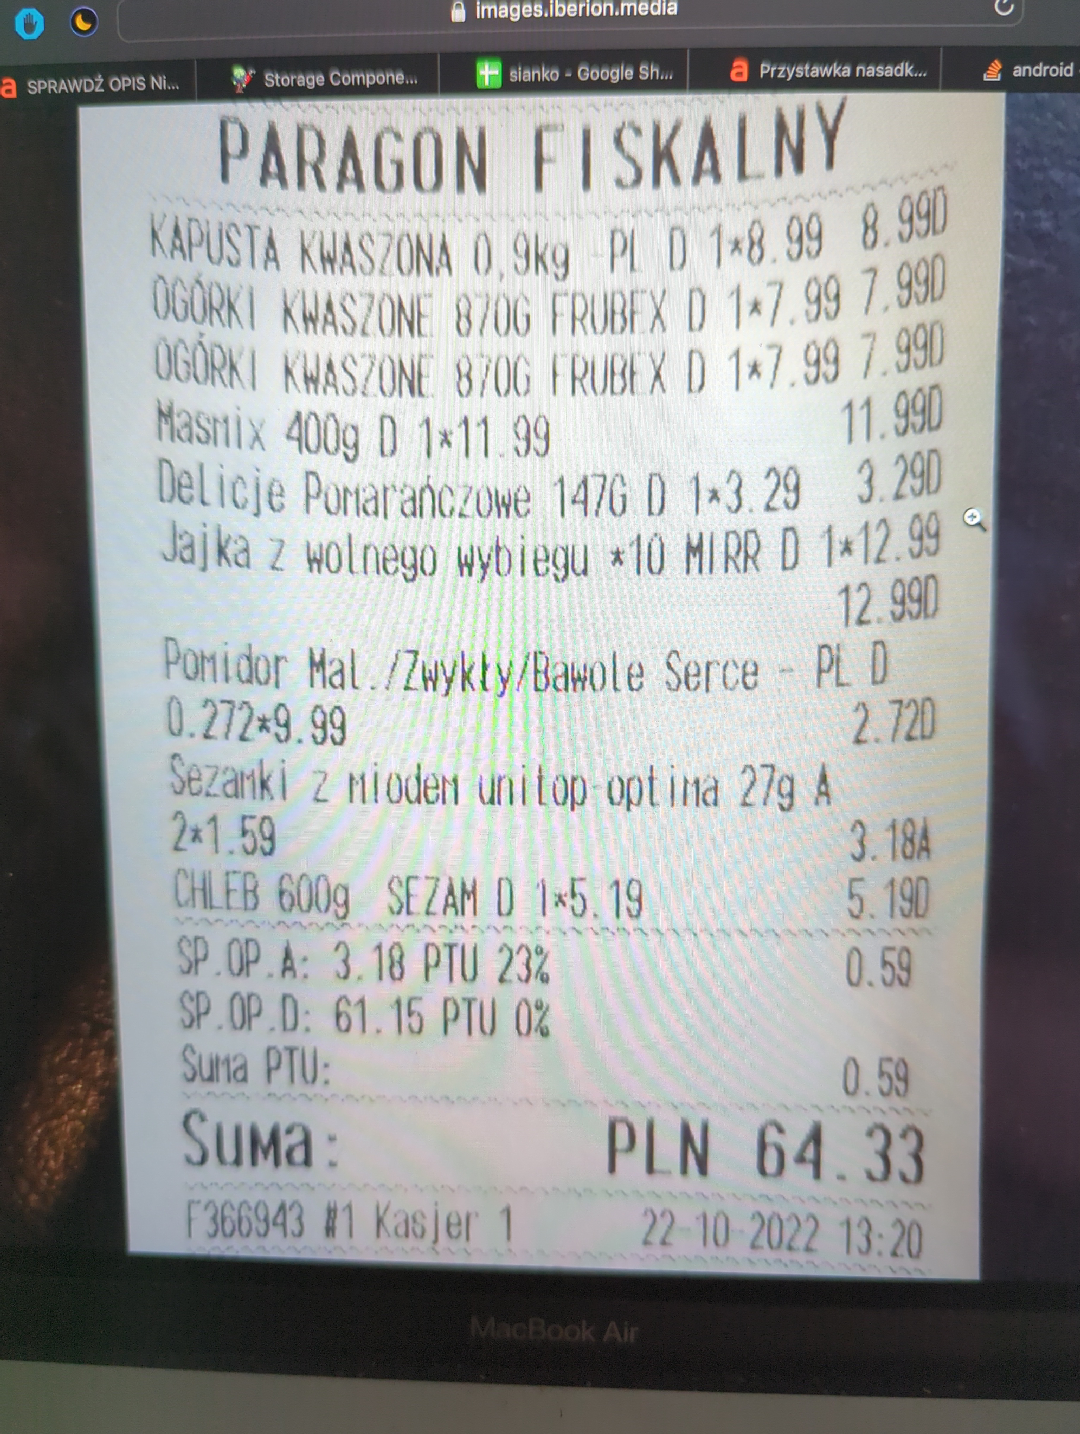 images.iberion.media
SPRAWDŹ OPIS Ni...
Storage Compone...
sianko - Google Sh...
Przystawka nasadk...
android
PARAGON FISKALNY
KAPUSTA KWASZONA 0,9kg PL D 1*8.99 8.99D
OGÓRKI KWASZONE 870G FRUBEX D 1*7.99 7.99D
OGÓRKI KWASZONE 870G FRUBEX D 1*7.99 7.99D
Masmix 400g D 1*11.99 11.99D
Delicje Pomarańczowe 147G D 1*3.29 3.29D
Jajka z wolnego wybiegu *10 MIRR D 1*12.99
12.99D
Pomidor Mal./Zwykły/Bawole Serce - PL D
0.272*9.99 2.72D
Sezamki z miodem unitop-optima 27g A
2*1.59 3.18A
CHLEB 600g SEZAM D 1*5.19 5.19D
SP.OP.A: 3.18 PTU 23% 0.59
SP.OP.D: 61.15 PTU 0%
Suma PTU: 0.59
Suma: PLN 64.33
F366943 #1 Kasjer 1 22-10-2022 13:20
MacBook Air